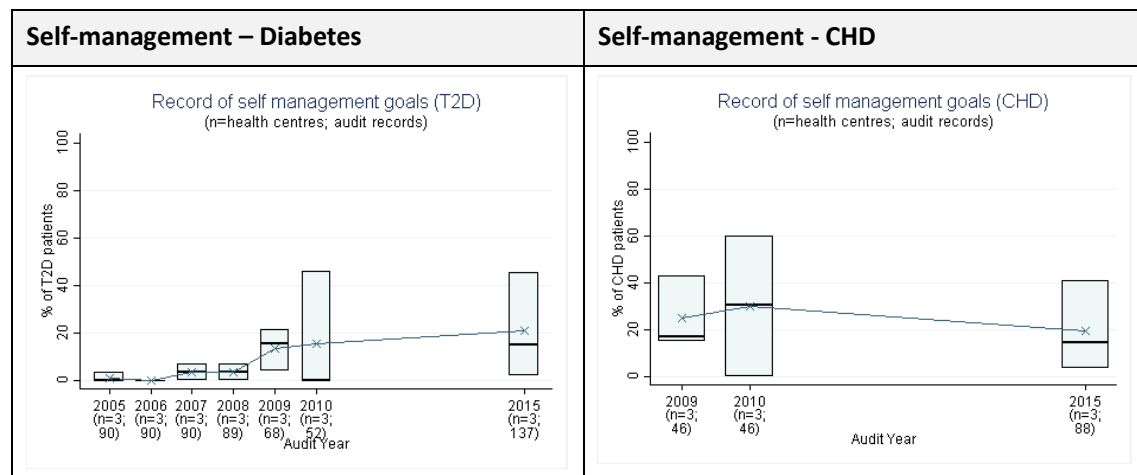 Self-management – Diabetes
Self-management - CHD
Record of self management goals (T2D)
(n=health centres; audit records)
% of T2D patients
100
80
60
40
20
0
2005
(n=3;
90)
2006
(n=3;
90)
2007
(n=3;
90)
2008
(n=3;
89)
2009
(n=3;
68)
2010
(n=3;
52)
2015
(n=3;
137)
Audit Year
Record of self management goals (CHD)
(n=health centres; audit records)
% of CHD patients
100
80
60
40
20
0
2009
(n=3;
46)
2010
(n=3;
46)
2015
(n=3;
88)
Audit Year